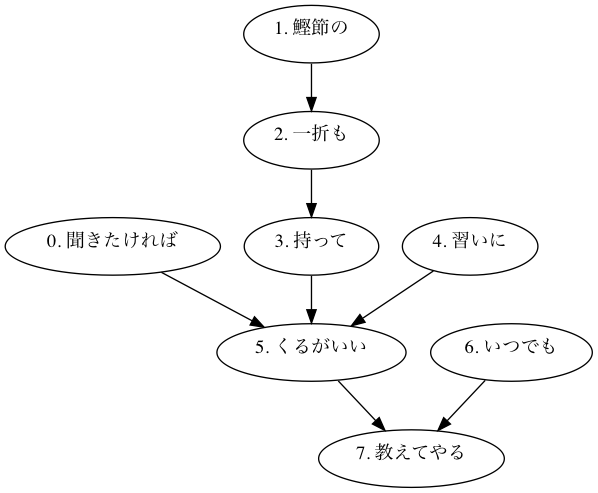 1. 鰹節の
2. 一折も
0. 聞きたければ
3. 持って
4. 習いに
5. くるがいい
6. いつでも
7. 教えてやる